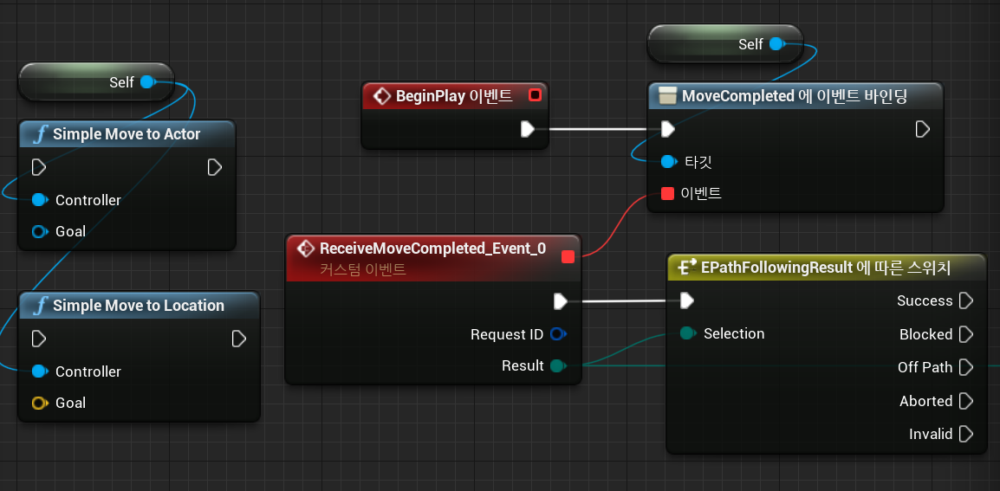 Self
Simple Move to Actor
Controller
Goal
Simple Move to Location
Controller
Goal
BeginPlay 이벤트
Self
MoveCompleted 에 이벤트 바인딩
타깃
이벤트
ReceiveMoveCompleted_Event_0
커스텀 이벤트
Request ID
Result
EPathFollowingResult 에 따른 스위치
Success
Selection
Blocked
Off Path
Aborted
Invalid